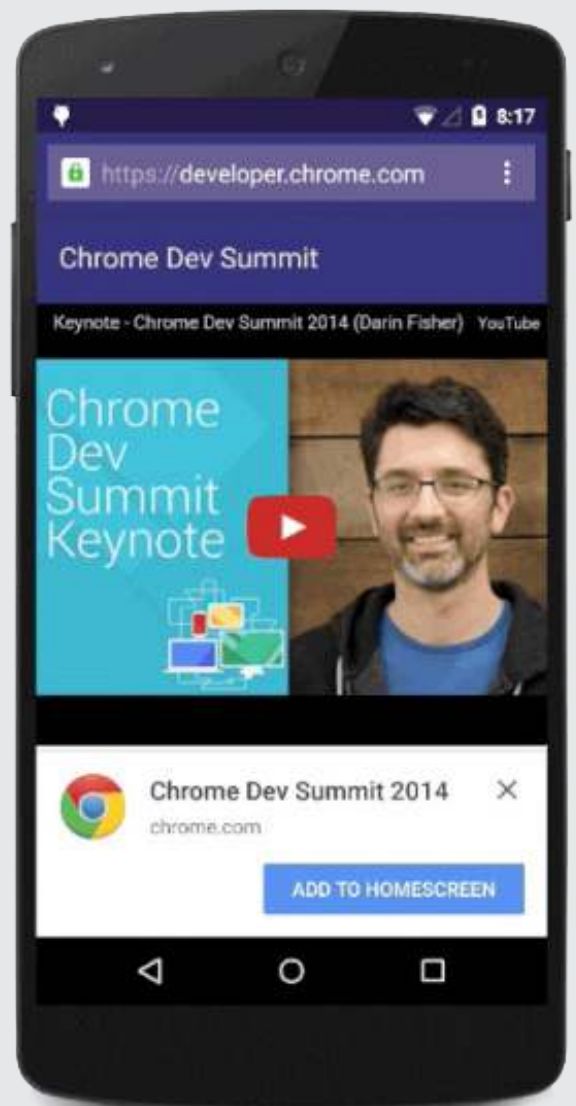 8:17
https://developer.chrome.com
Chrome Dev Summit
Keynote - Chrome Dev Summit 2014 (Darin Fisher) YouTube
Chrome
Dev
Summit
Keynote
Chrome Dev Summit 2014
chrome.com
ADD TO HOMESCREEN